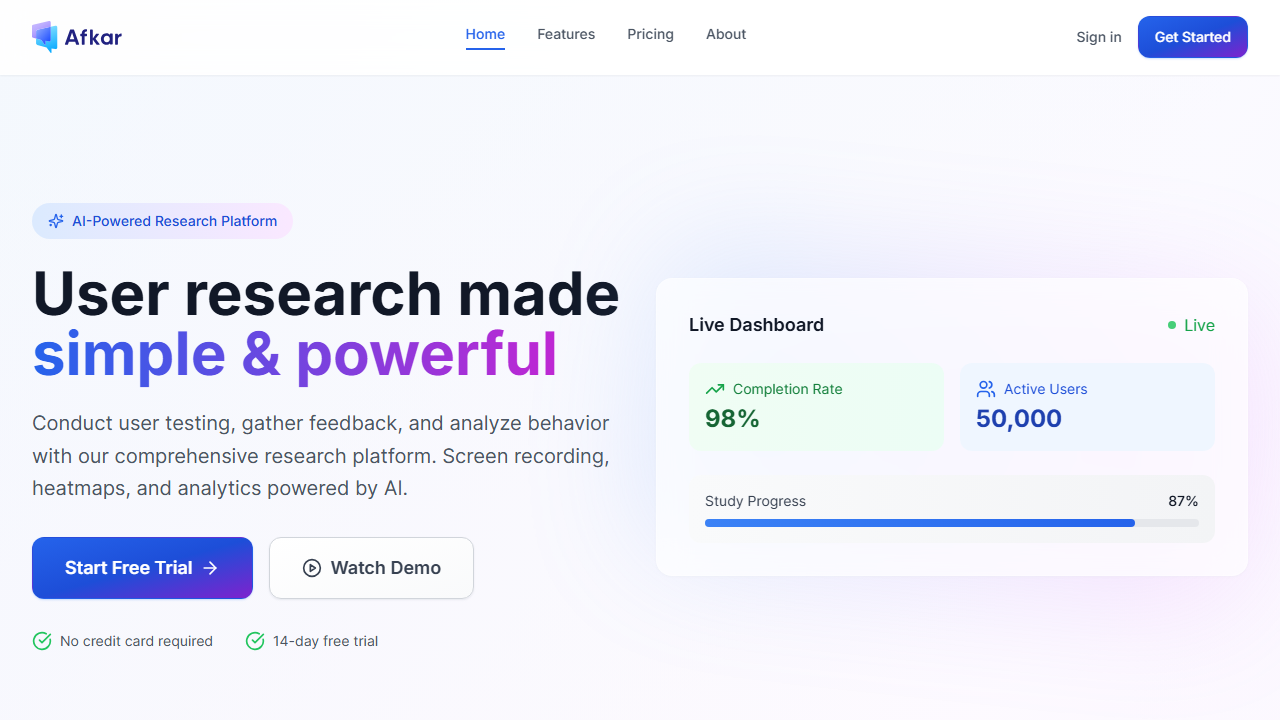 Afkar
Home
Features
Pricing
About
Sign in
Get Started
AI-Powered Research Platform
User research made
simple & powerful
Conduct user testing, gather feedback, and analyze behavior
with our comprehensive research platform. Screen recording,
heatmaps, and analytics powered by AI.
Start Free Trial
Watch Demo
No credit card required
14-day free trial
Live Dashboard
Live
Completion Rate
98%
Active Users
50,000
Study Progress
87%